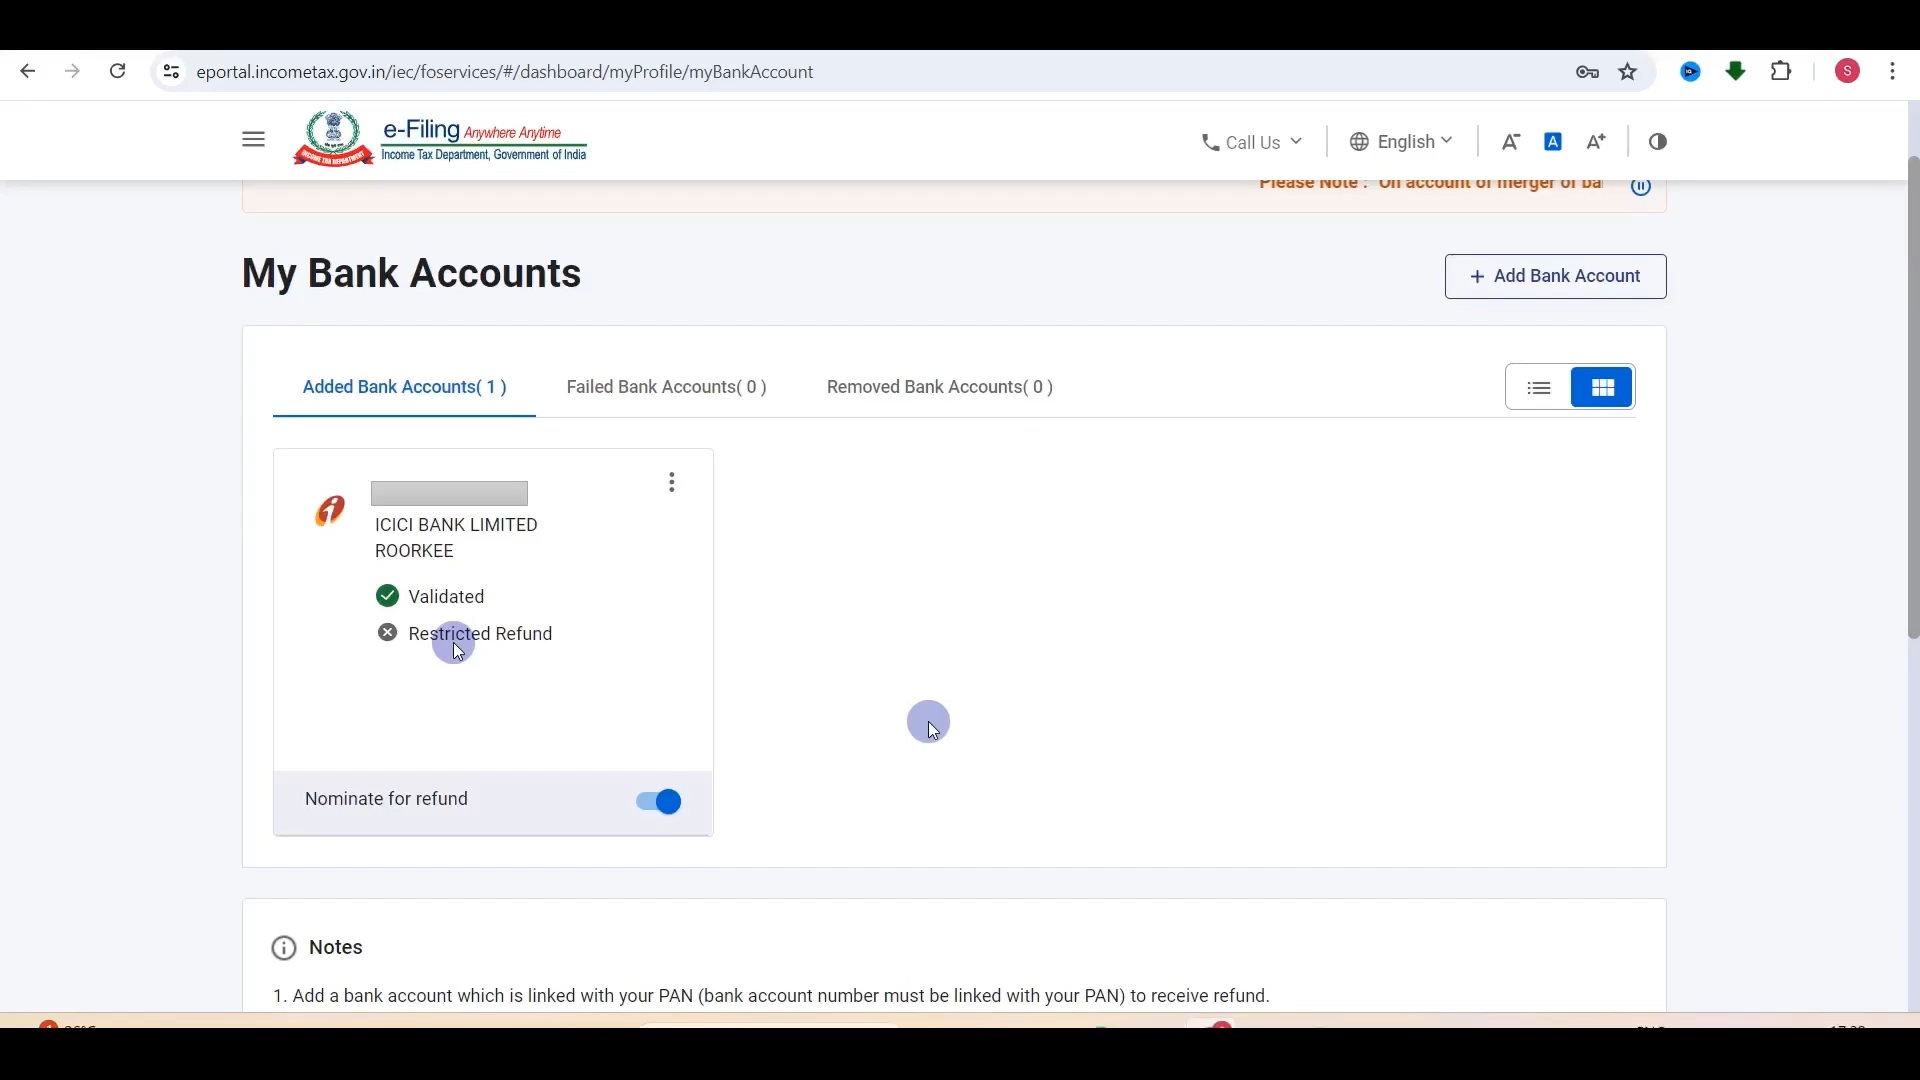 eportal.incometax.gov.in/iec/foservices/#/dashboard/myProfile/myBankAccount
S
INCOME TAX DEPARTMENT
e-Filing Anywhere Anytime
Income Tax Department, Government of India
Call Us
English
A-
A
A+
Please Note : On account of merger of ba
My Bank Accounts
+ Add Bank Account
Added Bank Accounts( 1 )
Failed Bank Accounts( 0 )
Removed Bank Accounts( 0 )
ICICI BANK LIMITED
ROORKEE
Validated
Restricted Refund
Nominate for refund
Notes
1. Add a bank account which is linked with your PAN (bank account number must be linked with your PAN) to receive refund.